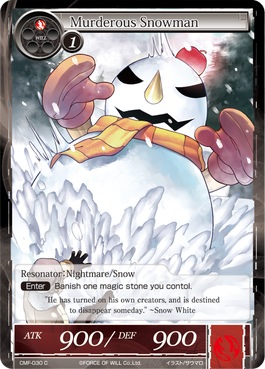 Murderous Snowman
WILL
1
Resonator : Nightmare/Snow
Enter Banish one magic stone you contol.
"He has turned on his own creators, and is destined
to disappear someday." ~Snow White
ATK 900/ DEF 900
CMF-030 C ©FORCE OF WILL Co.,Ltd. イラスト/サウマロ